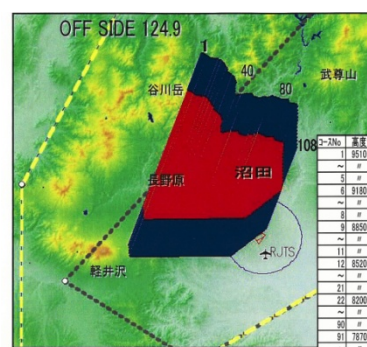 OFF SIDE 124.9
1
谷川岳
40
武尊山
80
108
長野原
沼田
軽井沢
RJTS
コースNo 高度
1 9510
～ 〃
5 〃
6 9180
～ 〃
8 〃
9 8850
～ 〃
11 〃
12 8520
～ 〃
21 〃
22 8200
～ 〃
90 〃
91 7870